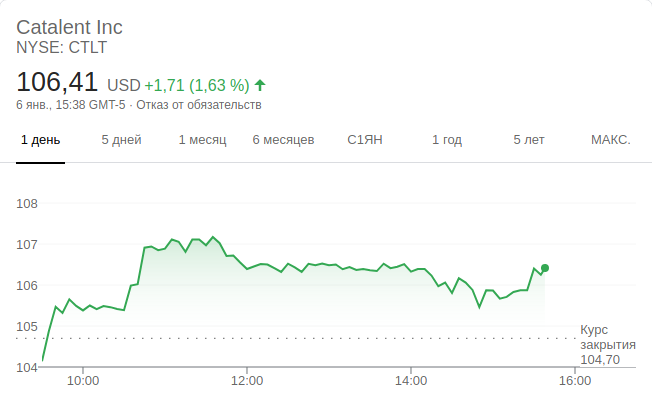 Catalent Inc
NYSE: CTLT
106,41 USD +1,71 (1,63 %)
6 янв., 15:38 GMT-5 · Отказ от обязательств
1 день 5 дней 1 месяц 6 месяцев С1ЯН 1 год 5 лет МАКС.
108
107
106
105
104
Курс
закрытия
104,70
10:00 12:00 14:00 16:00